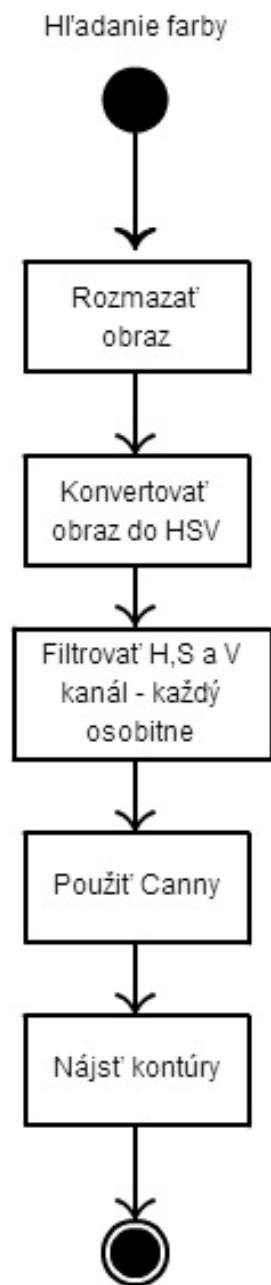 Hľadanie farby
Rozmazať
obraz
Konvertovať
obraz do HSV
Filtrovať H,S a V
kanál - každý
osobitne
Použiť Canny
Nájsť kontúry